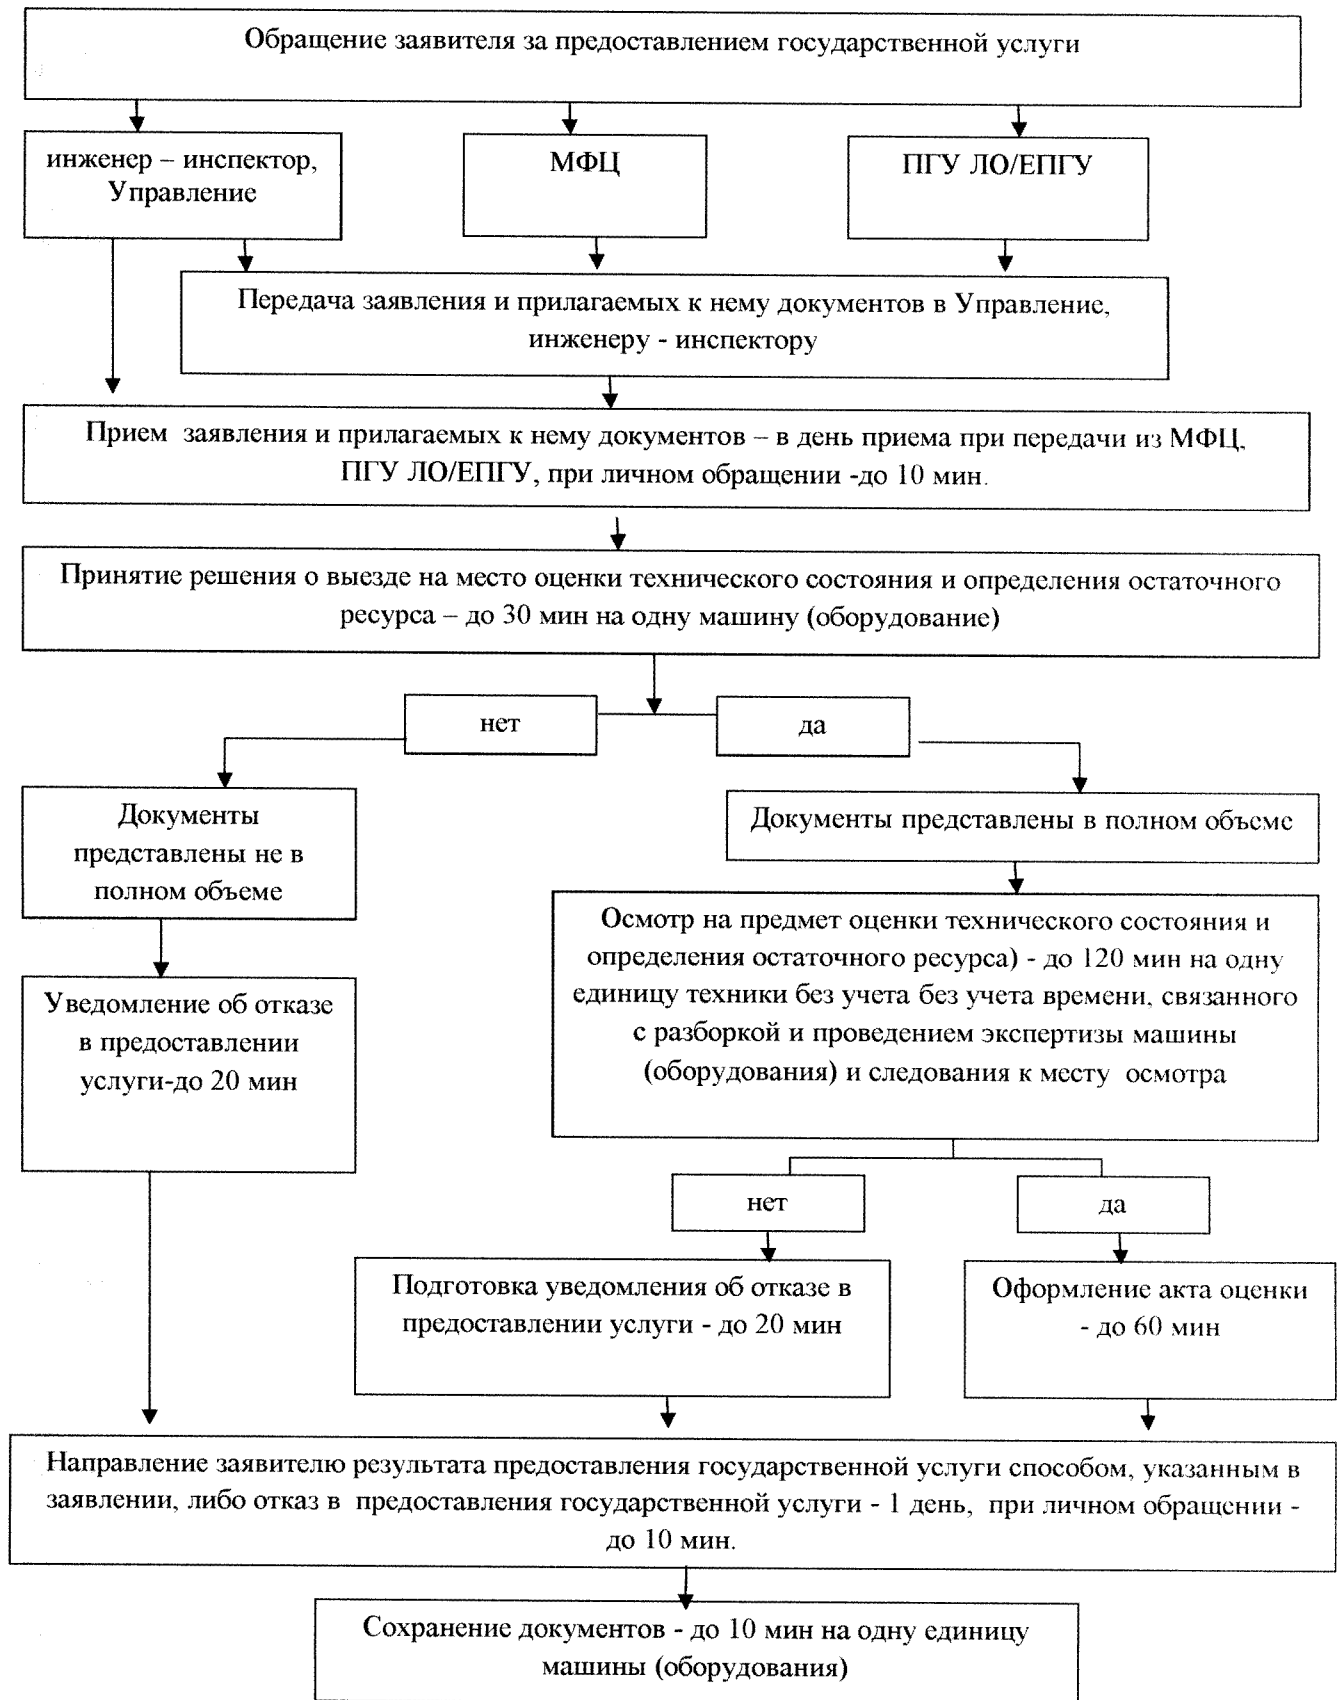 Обращение заявителя за предоставлением государственной услуги
инженер – инспектор,
Управление
МФЦ
ПГУ ЛО/ЕПГУ
Передача заявления и прилагаемых к нему документов в Управление,
инженеру - инспектору
Прием заявления и прилагаемых к нему документов – в день приема при передачи из МФЦ,
ПГУ ЛО/ЕПГУ, при личном обращении -до 10 мин.
Принятие решения о выезде на место оценки технического состояния и определения остаточного
ресурса – до 30 мин на одну машину (оборудование)
нет
да
Документы
представлены не в
полном объеме
Документы представлены в полном объеме
Уведомление об отказе
в предоставлении
услуги-до 20 мин
Осмотр на предмет оценки технического состояния и
определения остаточного ресурса) - до 120 мин на одну
единицу техники без учета без учета времени, связанного
с разборкой и проведением экспертизы машины
(оборудования) и следования к месту осмотра
нет
да
Подготовка уведомления об отказе в
предоставлении услуги - до 20 мин
Оформление акта оценки
- до 60 мин
Направление заявителю результата предоставления государственной услуги способом, указанным в
заявлении, либо отказ в предоставления государственной услуги - 1 день, при личном обращении -
до 10 мин.
Сохранение документов - до 10 мин на одну единицу
машины (оборудования)